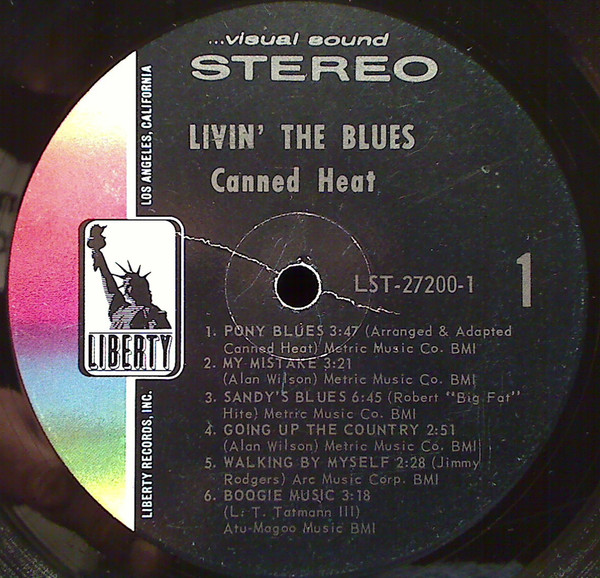 ...visual sound
STEREO
LIVIN' THE BLUES
Canned Heat
LOS ANGELES, CALIFORNIA
LIBERTY
LIBERTY RECORDS, INC.
LST-27200-1
1
1. PONY BLUES 3:47 (Arranged & Adapted
Canned Heat) Metric Music Co. BMI
2. MY MISTAKE 3:21
(Alan Wilson) Metric Music Co. BMI
3. SANDY'S BLUES 6:45 (Robert "Big Fat"
Hite) Metric Music Co. BMI
4. GOING UP THE COUNTRY 2:51
(Alan Wilson) Metric Music Co. BMI
5. WALKING BY MYSELF 2:28 (Jimmy
Rodgers) Arc Music Corp. BMI
6. BOOGIE MUSIC 3:18
(L. T. Tatmann III)
Atu-Magoo Music BMI